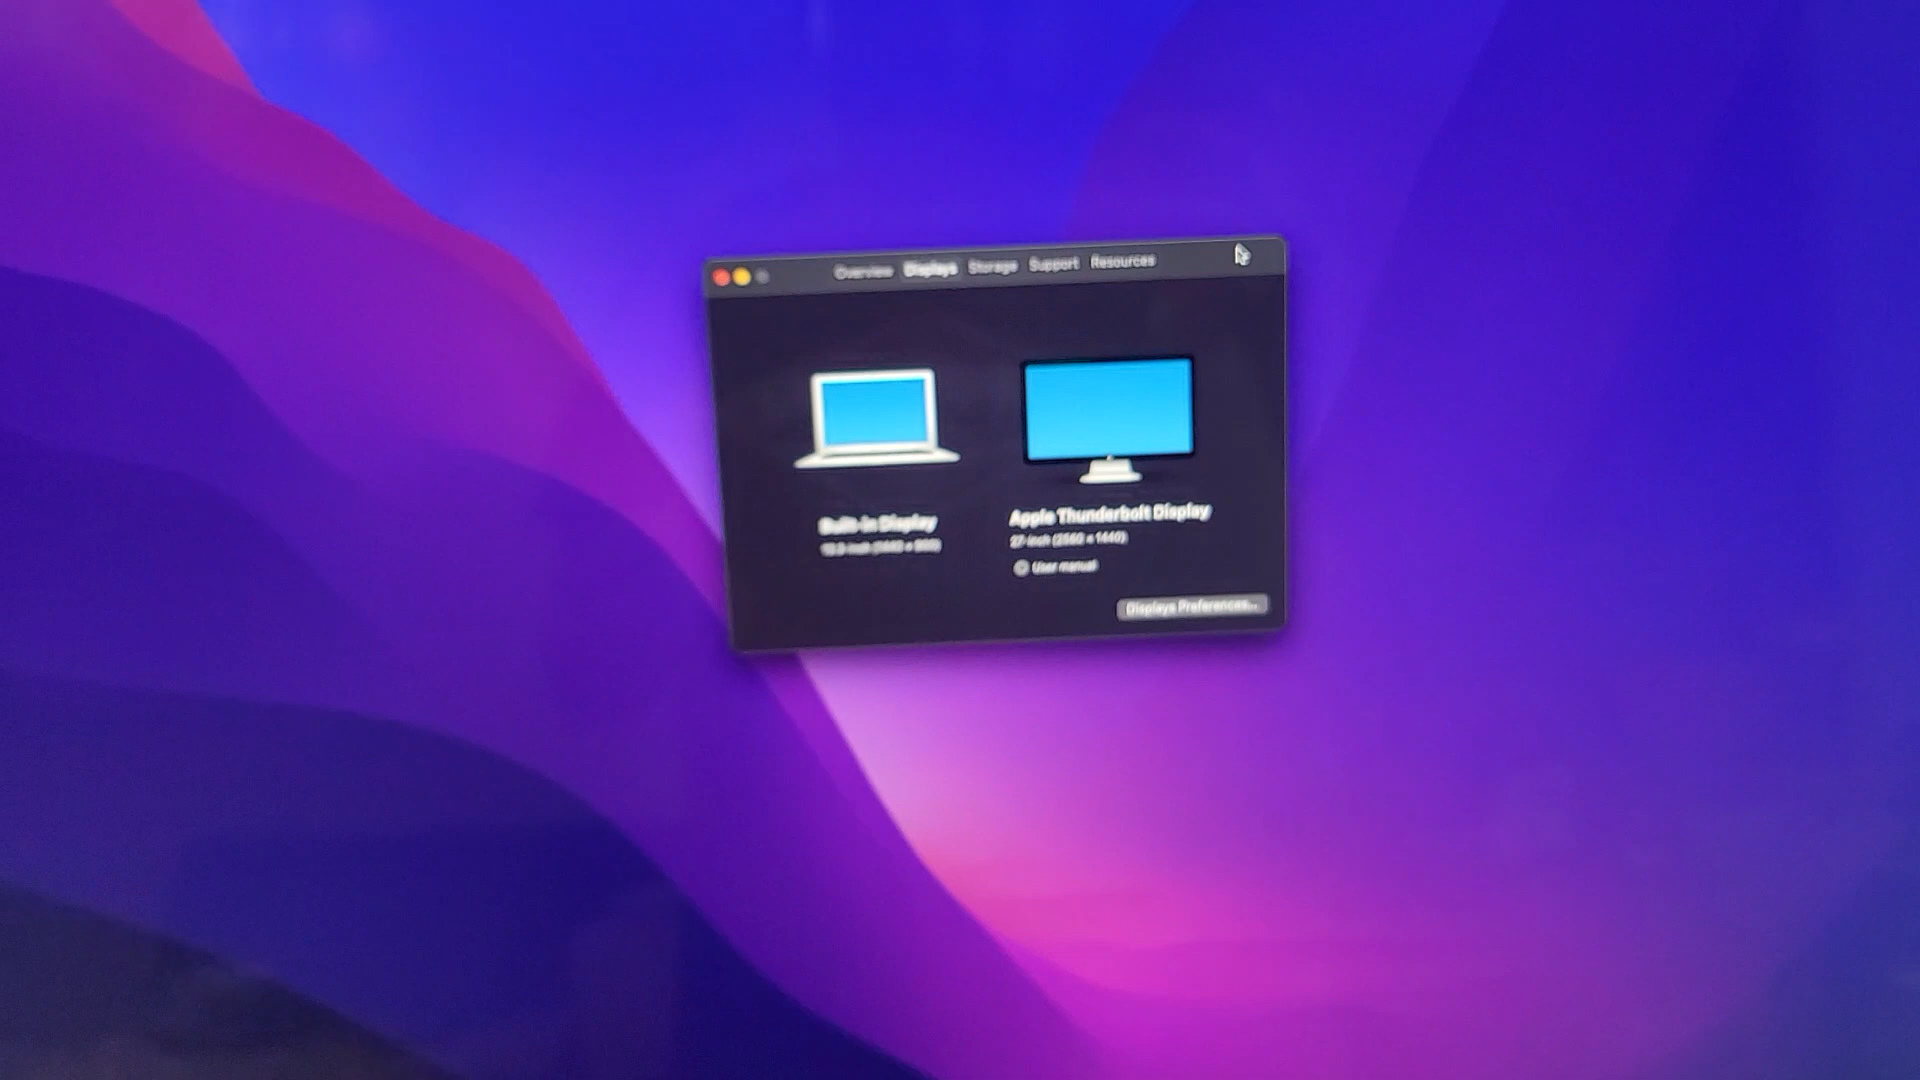 Overview Displays Storage Support Resources
Built-in Display
Apple Thunderbolt Display
27-inch (2560 × 1440)
User manual
Displays Preferences...